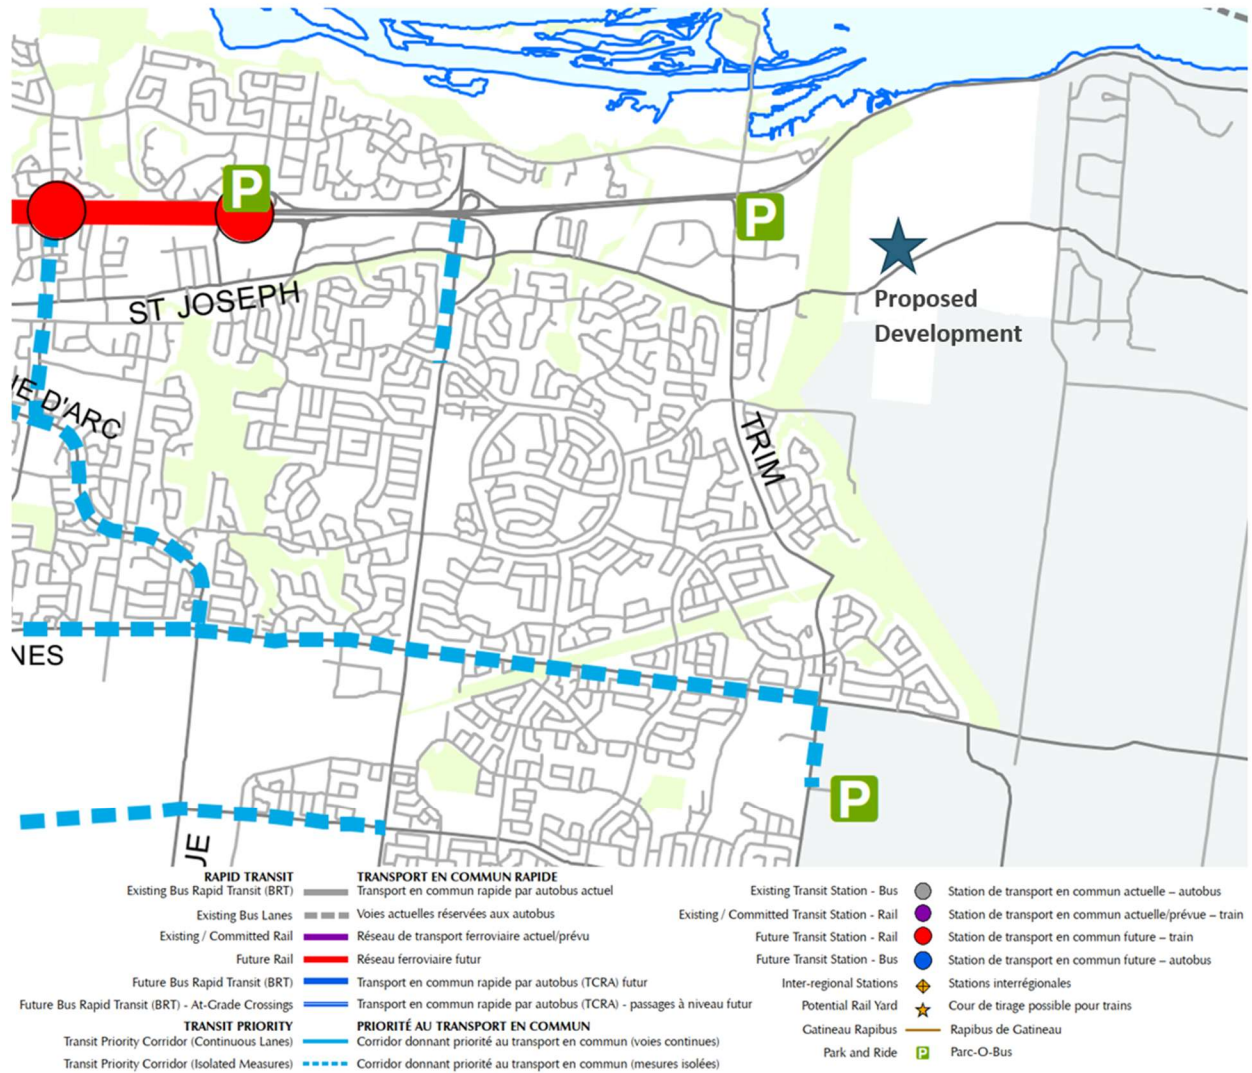 P
P
ST JOSEPH
Proposed
Development
D'ARC
TRIM
NES
P
UE
RAPID TRANSIT
TRANSPORT EN COMMUN RAPIDE
Existing Bus Rapid Transit (BRT)
Transport en commun rapide par autobus actuel
Existing Bus Lanes
Voies actuelles réservées aux autobus
Existing / Committed Rail
Réseau de transport ferroviaire actuel/prévu
Future Rail
Réseau ferroviaire futur
Future Bus Rapid Transit (BRT)
Transport en commun rapide par autobus (TCRA) futur
Future Bus Rapid Transit (BRT) - At-Grade Crossings
Transport en commun rapide par autobus (TCRA) - passages à niveau futur
TRANSIT PRIORITY
PRIORITÉ AU TRANSPORT EN COMMUN
Transit Priority Corridor (Continuous Lanes)
Corridor donnant priorité au transport en commun (voies continues)
Transit Priority Corridor (Isolated Measures)
Corridor donnant priorité au transport en commun (mesures isolées)
Existing Transit Station - Bus
Station de transport en commun actuelle – autobus
Existing / Committed Transit Station - Rail
Station de transport en commun actuelle/prévue – train
Future Transit Station - Rail
Station de transport en commun future – train
Future Transit Station - Bus
Station de transport en commun future – autobus
Inter-regional Stations
Stations interrégionales
Potential Rail Yard
Cour de tirage possible pour trains
Gatineau Rapibus
Rapibus de Gatineau
Park and Ride
P
Parc-O-Bus